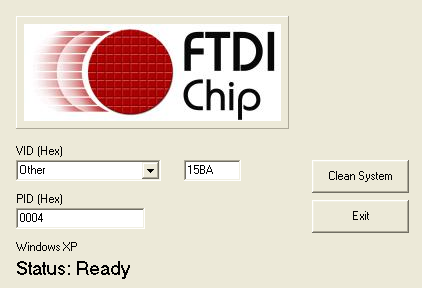 FTDI
Chip
VID (Hex)
Other 15BA
Clean System
PID (Hex)
0004
Exit
Windows XP
Status: Ready